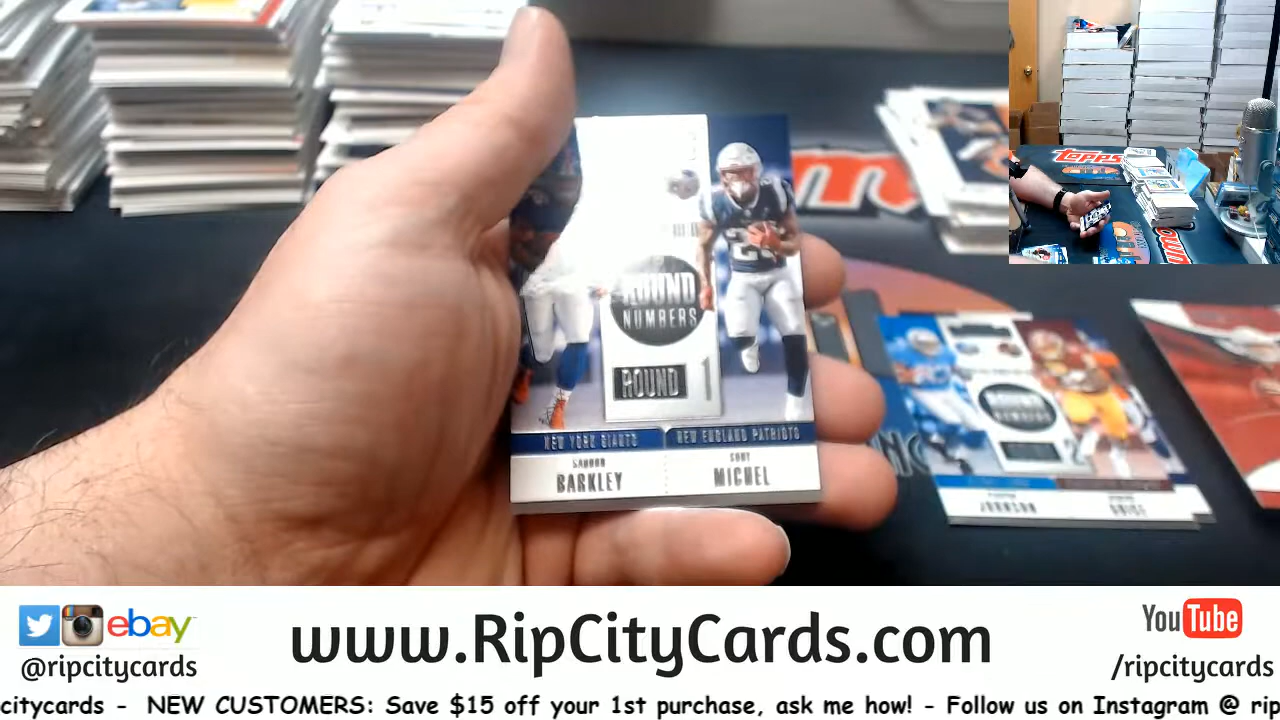 ROUND
NUMBERS
ROUND 1
NEW YORK GIANTS
NEW ENGLAND PATRIOTS
SAQUON
BARKLEY
SONY
MICHEL
ROUND
NUMBERS
2
JOHNSON
GUICE
topps
ebay
@ripcitycards
www.RipCityCards.com
YouTube
/ripcitycards
citycards - NEW CUSTOMERS: Save $15 off your 1st purchase, ask me how! - Follow us on Instagram @ rip